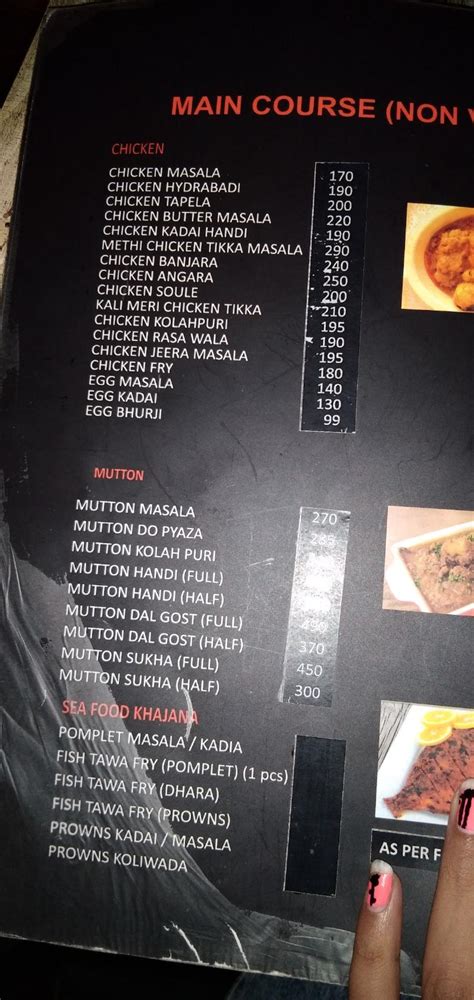 MAIN COURSE (NON
CHICKEN
CHICKEN MASALA 170
CHICKEN HYDRABADI 190
CHICKEN TAPELA 200
CHICKEN BUTTER MASALA 220
CHICKEN KADAI HANDI 190
METHI CHICKEN TIKKA MASALA 290
CHICKEN BANJARA 240
CHICKEN ANGARA 250
CHICKEN SOULE 200
KALI MERI CHICKEN TIKKA 210
CHICKEN KOLAHPURI 195
CHICKEN RASA WALA 190
CHICKEN JEERA MASALA 195
CHICKEN FRY 180
EGG MASALA 140
EGG KADAI 130
EGG BHURJI 99
MUTTON
MUTTON MASALA 270
MUTTON DO PYAZA 285
MUTTON KOLAH PURI
MUTTON HANDI (FULL)
MUTTON HANDI (HALF)
MUTTON DAL GOST (FULL)
MUTTON DAL GOST (HALF) 370
MUTTON SUKHA (FULL) 450
MUTTON SUKHA (HALF) 300
SEA FOOD KHAJANA
POMPLET MASALA / KADIA
FISH TAWA FRY (POMPLET) (1 pcs)
FISH TAWA FRY (DHARA)
FISH TAWA FRY (PROWNS)
PROWNS KADAI / MASALA
PROWNS KOLIWADA
AS PER